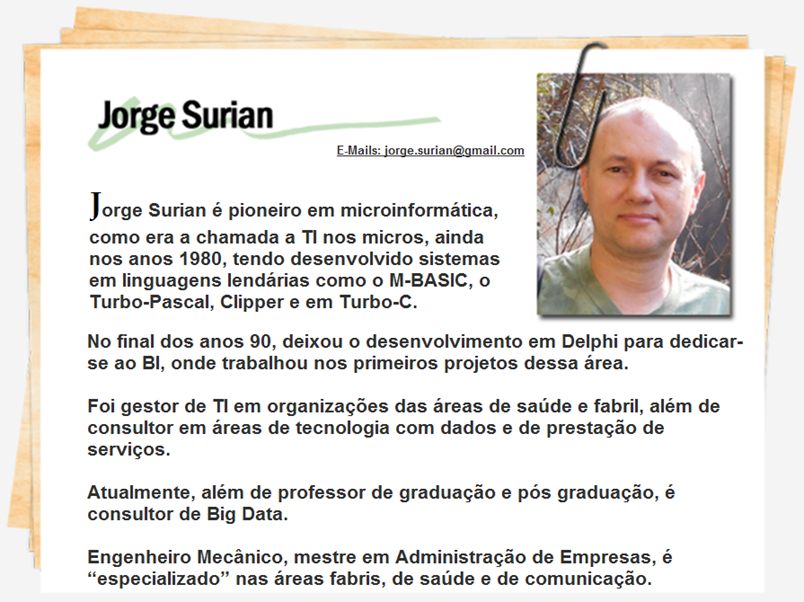 Jorge Surian
E-Mails: jorge.surian@gmail.com
Jorge Surian é pioneiro em microinformática,
como era a chamada a TI nos micros, ainda
nos anos 1980, tendo desenvolvido sistemas
em linguagens lendárias como o M-BASIC, o
Turbo-Pascal, Clipper e em Turbo-C.
No final dos anos 90, deixou o desenvolvimento em Delphi para dedicar-
se ao BI, onde trabalhou nos primeiros projetos dessa área.
Foi gestor de TI em organizações das áreas de saúde e fabril, além de
consultor em áreas de tecnologia com dados e de prestação de
serviços.
Atualmente, além de professor de graduação e pós graduação, é
consultor de Big Data.
Engenheiro Mecânico, mestre em Administração de Empresas, é
“especializado” nas áreas fabris, de saúde e de comunicação.